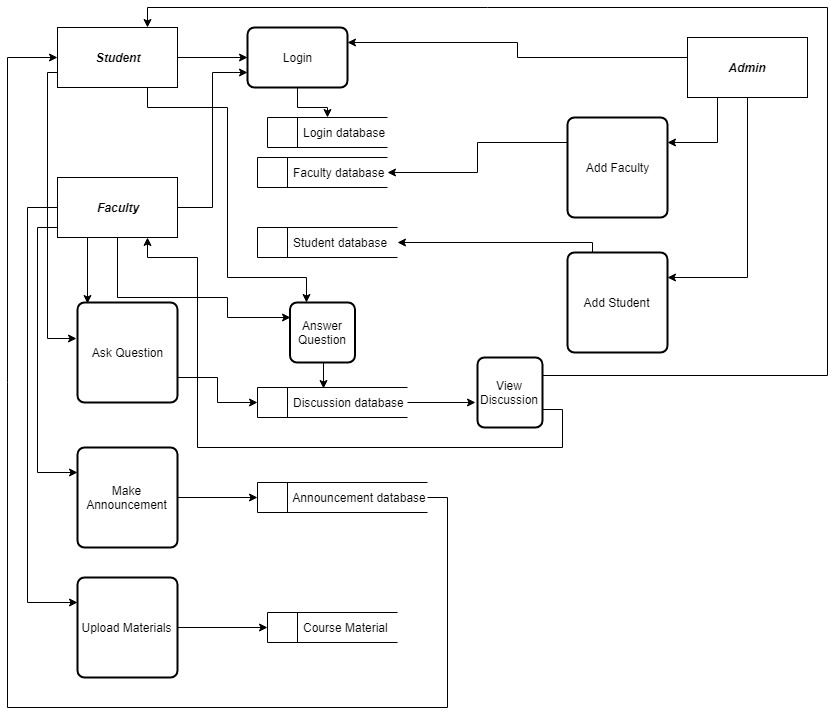 Student
Login
Admin
Login database
Faculty database
Add Faculty
Faculty
Student database
Add Student
Ask Question
Answer
Question
View
Discussion
Discussion database
Make
Announcement
Announcement database
Upload Materials
Course Material